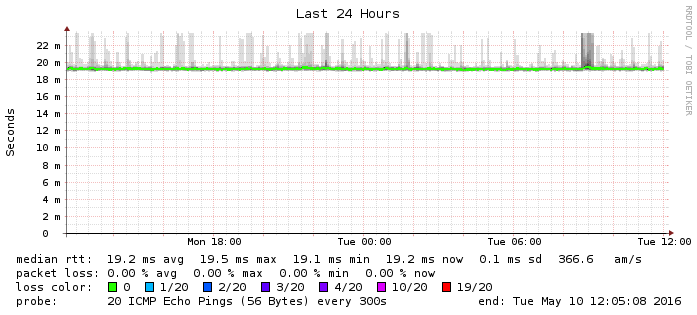 Last 24 Hours
RRDTOOL / TOBI OETIKER
Seconds
22 m
20 m
18 m
16 m
14 m
12 m
10 m
8 m
6 m
4 m
2 m
0
Mon 18:00 Tue 00:00 Tue 06:00 Tue 12:00
median rtt: 19.2 ms avg 19.5 ms max 19.1 ms min 19.2 ms now 0.1 ms sd 366.6 am/s
packet loss: 0.00 % avg 0.00 % max 0.00 % min 0.00 % now
loss color: 0 1/20 2/20 3/20 4/20 10/20 19/20
probe: 20 ICMP Echo Pings (56 Bytes) every 300s end: Tue May 10 12:05:08 2016